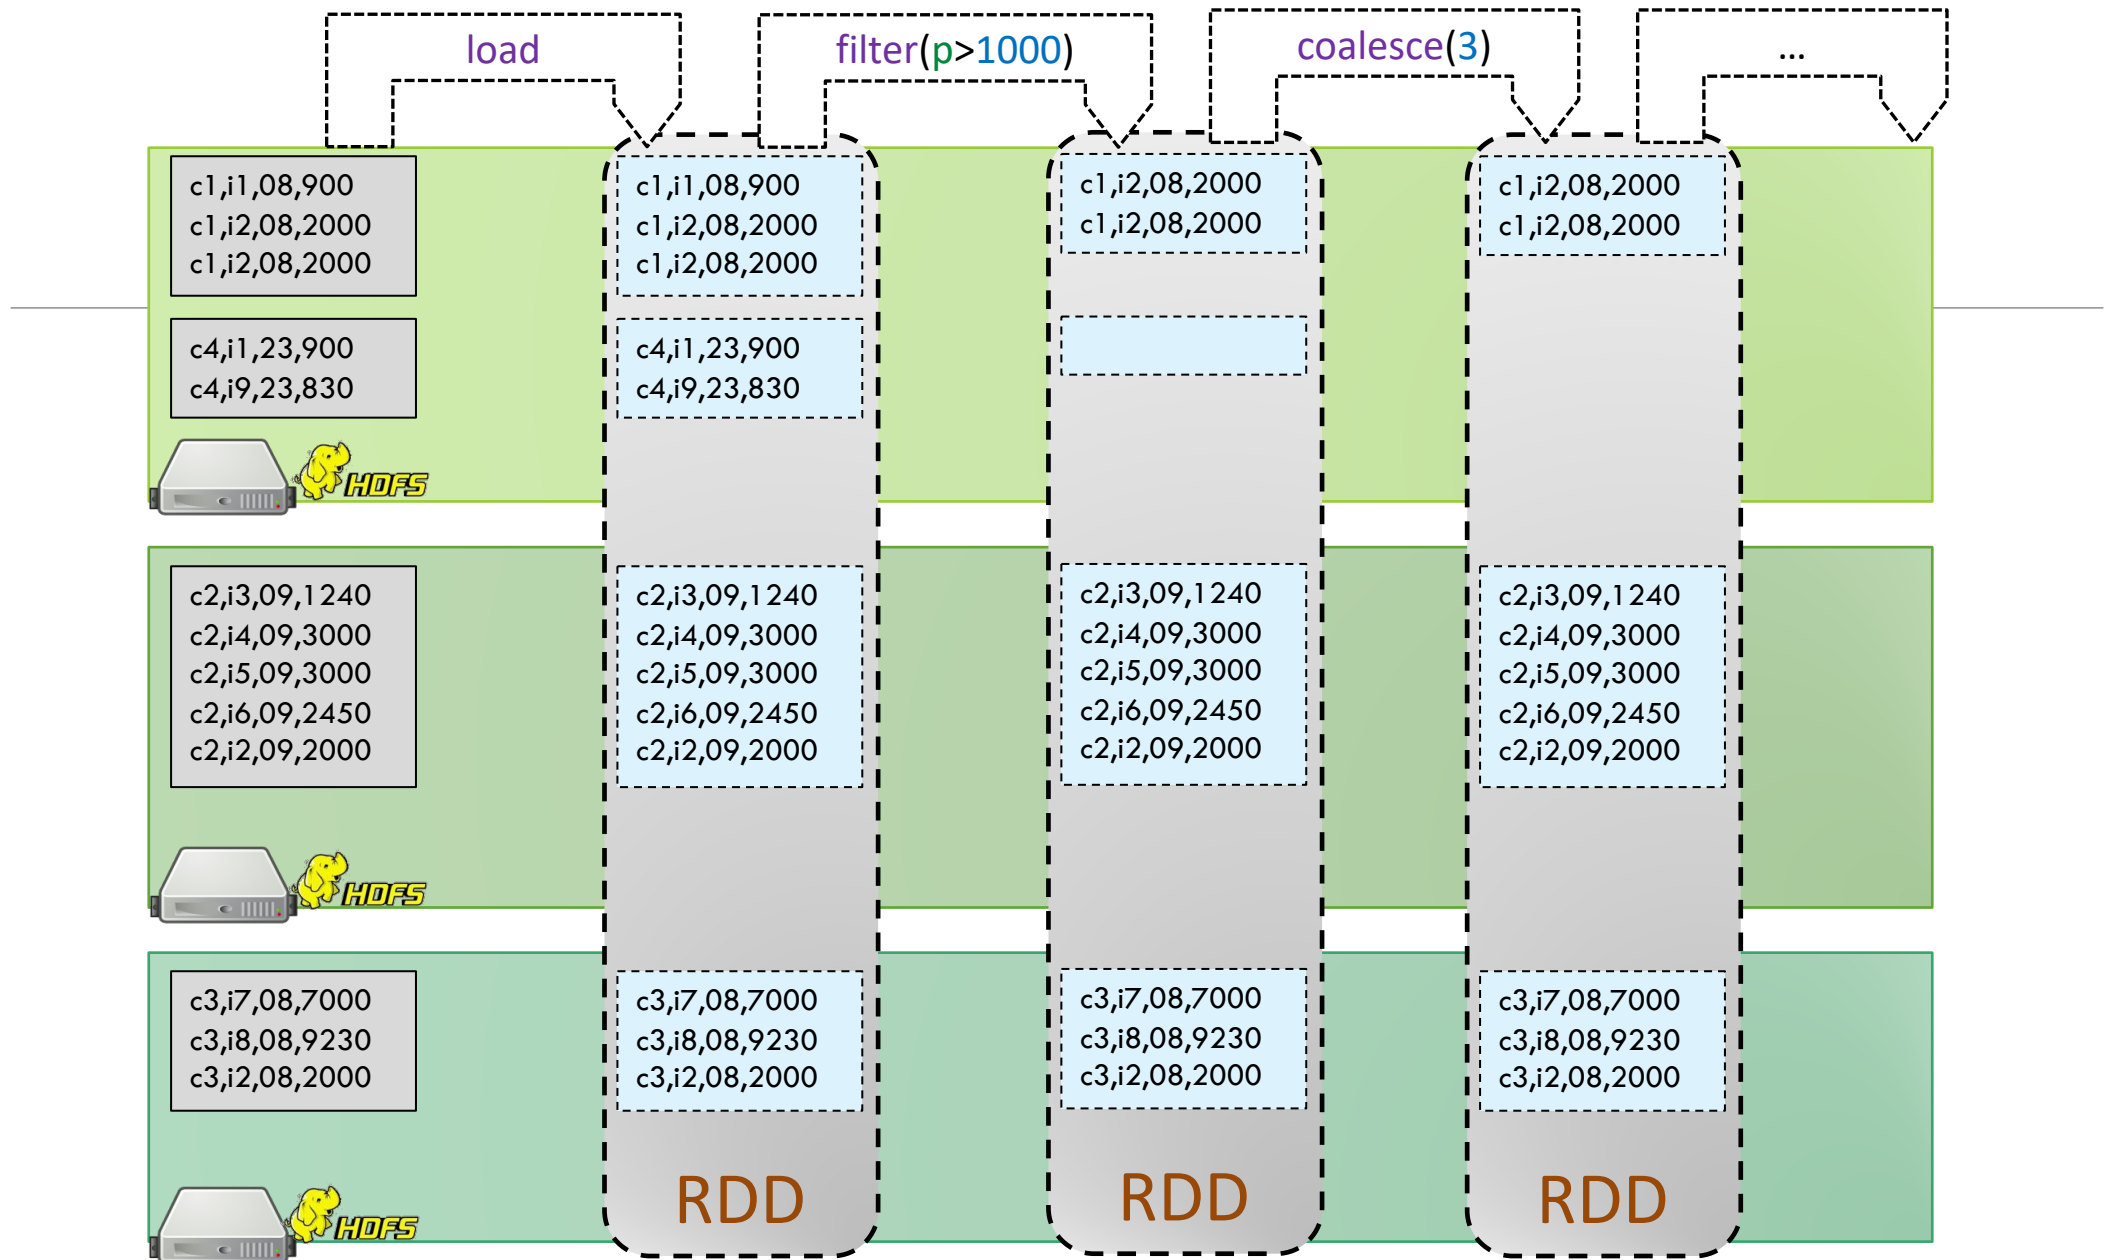 load
filter(p>1000)
coalesce(3)
...
c1,i1,08,900
c1,i2,08,2000
c1,i2,08,2000
c4,i1,23,900
c4,i9,23,830
HDFS
c2,i3,09,1240
c2,i4,09,3000
c2,i5,09,3000
c2,i6,09,2450
c2,i2,09,2000
HDFS
c3,i7,08,7000
c3,i8,08,9230
c3,i2,08,2000
HDFS
c1,i1,08,900
c1,i2,08,2000
c1,i2,08,2000
c4,i1,23,900
c4,i9,23,830
c2,i3,09,1240
c2,i4,09,3000
c2,i5,09,3000
c2,i6,09,2450
c2,i2,09,2000
c3,i7,08,7000
c3,i8,08,9230
c3,i2,08,2000
RDD
c1,i2,08,2000
c1,i2,08,2000
c2,i3,09,1240
c2,i4,09,3000
c2,i5,09,3000
c2,i6,09,2450
c2,i2,09,2000
c3,i7,08,7000
c3,i8,08,9230
c3,i2,08,2000
RDD
c1,i2,08,2000
c1,i2,08,2000
c2,i3,09,1240
c2,i4,09,3000
c2,i5,09,3000
c2,i6,09,2450
c2,i2,09,2000
c3,i7,08,7000
c3,i8,08,9230
c3,i2,08,2000
RDD